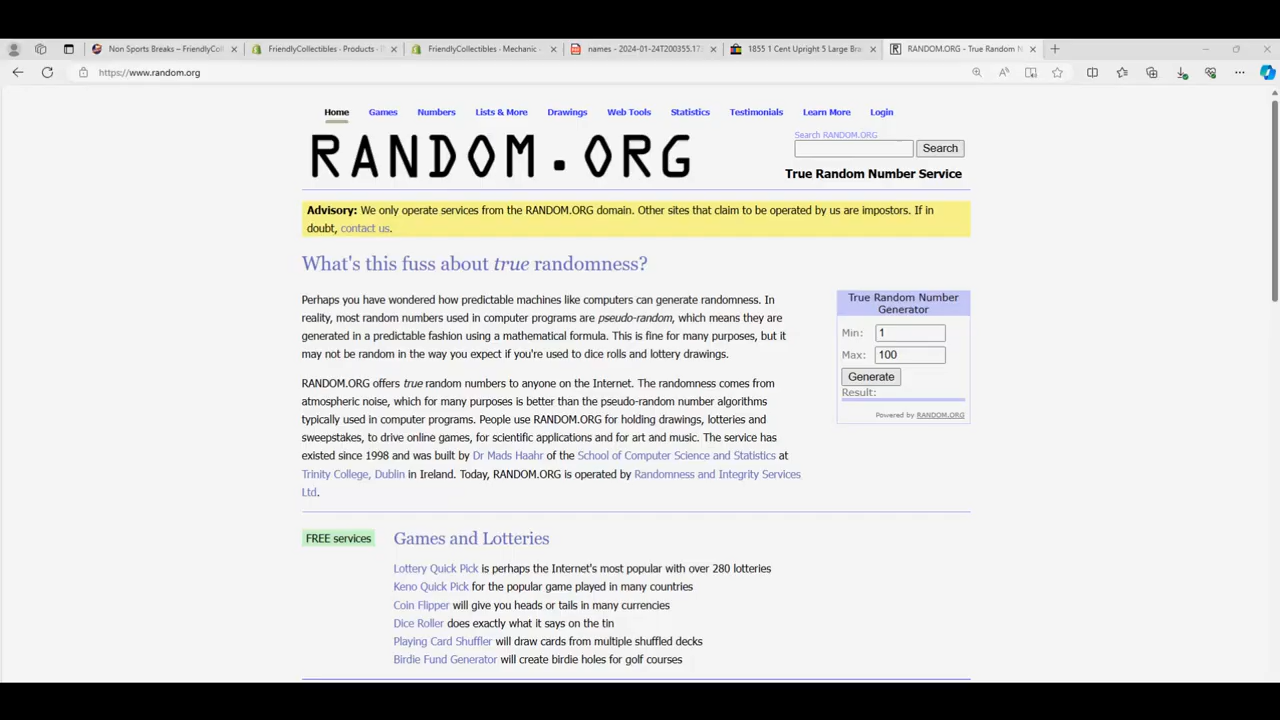 Non Sports Breaks – FriendlyCol
FriendlyCollectibles · Products · 
FriendlyCollectibles · Mechanic ·
names - 2024-01-24T200355.17
1855 1 Cent Upright 5 Large Bra
RANDOM.ORG - True Random N
https://www.random.org
Home Games Numbers Lists & More Drawings Web Tools Statistics Testimonials Learn More Login
Search RANDOM.ORG
RANDOM.ORG
Search
True Random Number Service
Advisory: We only operate services from the RANDOM.ORG domain. Other sites that claim to be operated by us are impostors. If in
doubt, contact us.
What's this fuss about true randomness?
Perhaps you have wondered how predictable machines like computers can generate randomness. In
reality, most random numbers used in computer programs are pseudo-random, which means they are
generated in a predictable fashion using a mathematical formula. This is fine for many purposes, but it
may not be random in the way you expect if you're used to dice rolls and lottery drawings.
RANDOM.ORG offers true random numbers to anyone on the Internet. The randomness comes from
atmospheric noise, which for many purposes is better than the pseudo-random number algorithms
typically used in computer programs. People use RANDOM.ORG for holding drawings, lotteries and
sweepstakes, to drive online games, for scientific applications and for art and music. The service has
existed since 1998 and was built by Dr Mads Haahr of the School of Computer Science and Statistics at
Trinity College, Dublin in Ireland. Today, RANDOM.ORG is operated by Randomness and Integrity Services
Ltd.
True Random Number
Generator
Min: 1
Max: 100
Generate
Result:
Powered by RANDOM.ORG
FREE services
Games and Lotteries
Lottery Quick Pick is perhaps the Internet's most popular with over 280 lotteries
Keno Quick Pick for the popular game played in many countries
Coin Flipper will give you heads or tails in many currencies
Dice Roller does exactly what it says on the tin
Playing Card Shuffler will draw cards from multiple shuffled decks
Birdie Fund Generator will create birdie holes for golf courses